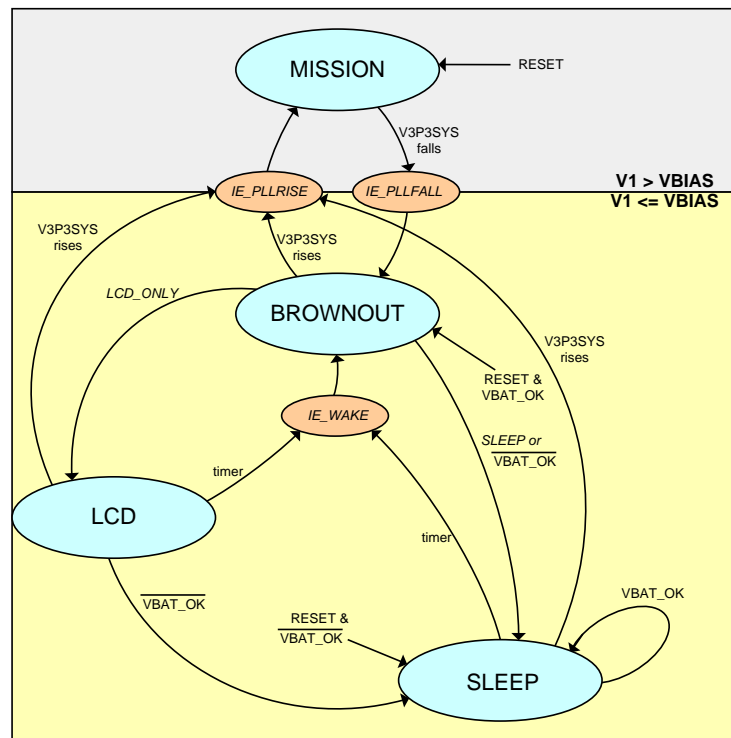 MISSION
RESET
V3P3SYS
falls
IE_PLLRISE
IE_PLLFALL
V1 > VBIAS
V1 <= VBIAS
V3P3SYS
rises
V3P3SYS
rises
LCD_ONLY
BROWNOUT
V3P3SYS
rises
RESET &
VBAT_OK
IE_WAKE
SLEEP or
VBAT_OK
timer
LCD
timer
VBAT_OK
VBAT_OK
RESET &
VBAT_OK
SLEEP